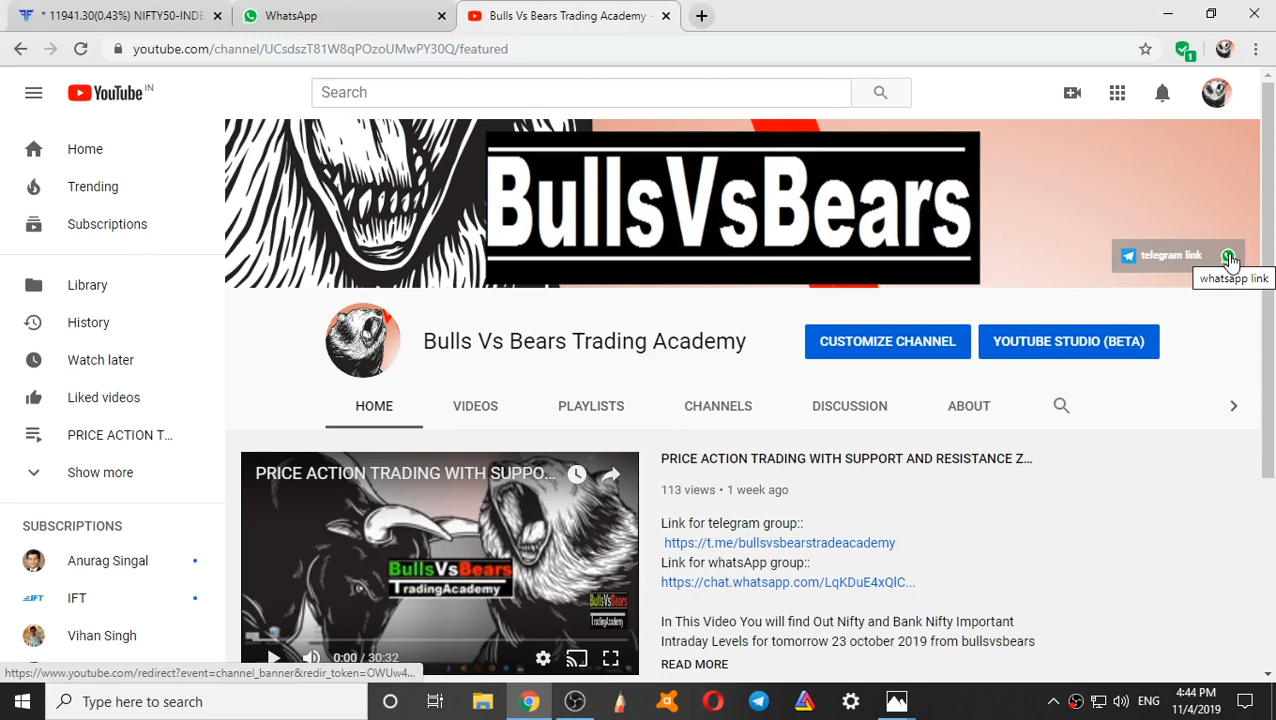 * 11941.30(0.43%) NIFTY50-INDE
WhatsApp
Bulls Vs Bears Trading Academy -
youtube.com/channel/UCsdszT81W8qPOzoUMwPY30Q/featured
1
YouTube IN
Search
Home
Trending
Subscriptions
Library
History
Watch later
Liked videos
PRICE ACTION T...
Show more
SUBSCRIPTIONS
Anurag Singal
IFT
Vihan Singh
BullsVsBears
telegram link
whatsapp link
Bulls Vs Bears Trading Academy
CUSTOMIZE CHANNEL
YOUTUBE STUDIO (BETA)
HOME
VIDEOS
PLAYLISTS
CHANNELS
DISCUSSION
ABOUT
PRICE ACTION TRADING WITH SUPPO...
BullsVsBears
TradingAcademy
BullsVsBears
TradingAcademy
0:00 / 30:32
PRICE ACTION TRADING WITH SUPPORT AND RESISTANCE Z...
113 views • 1 week ago
Link for telegram group::
https://t.me/bullsvsbearstradeacademy
Link for whatsApp group::
https://chat.whatsapp.com/LqKDuE4xQlC...
In This Video You will find Out Nifty and Bank Nifty Important
Intraday Levels for tomorrow 23 october 2019 from bullsvsbears
READ MORE
https://www.youtube.com/redirect?event=channel_banner&redir_token=OWUw4...
Type here to search
ENG
4:44 PM
11/4/2019